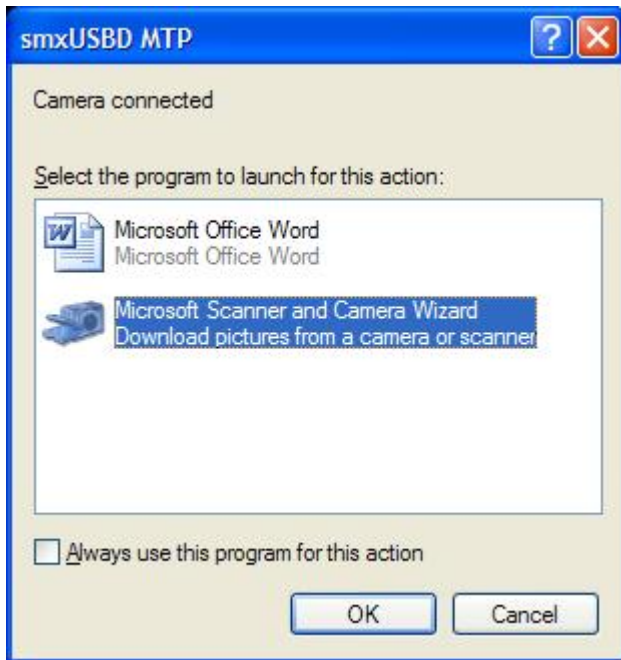 smxUSBD MTP
?
Camera connected
Select the program to launch for this action:
W
Microsoft Office Word
Microsoft Office Word
Microsoft Scanner and Camera Wizard
Download pictures from a camera or scanner
Always use this program for this action
OK
Cancel